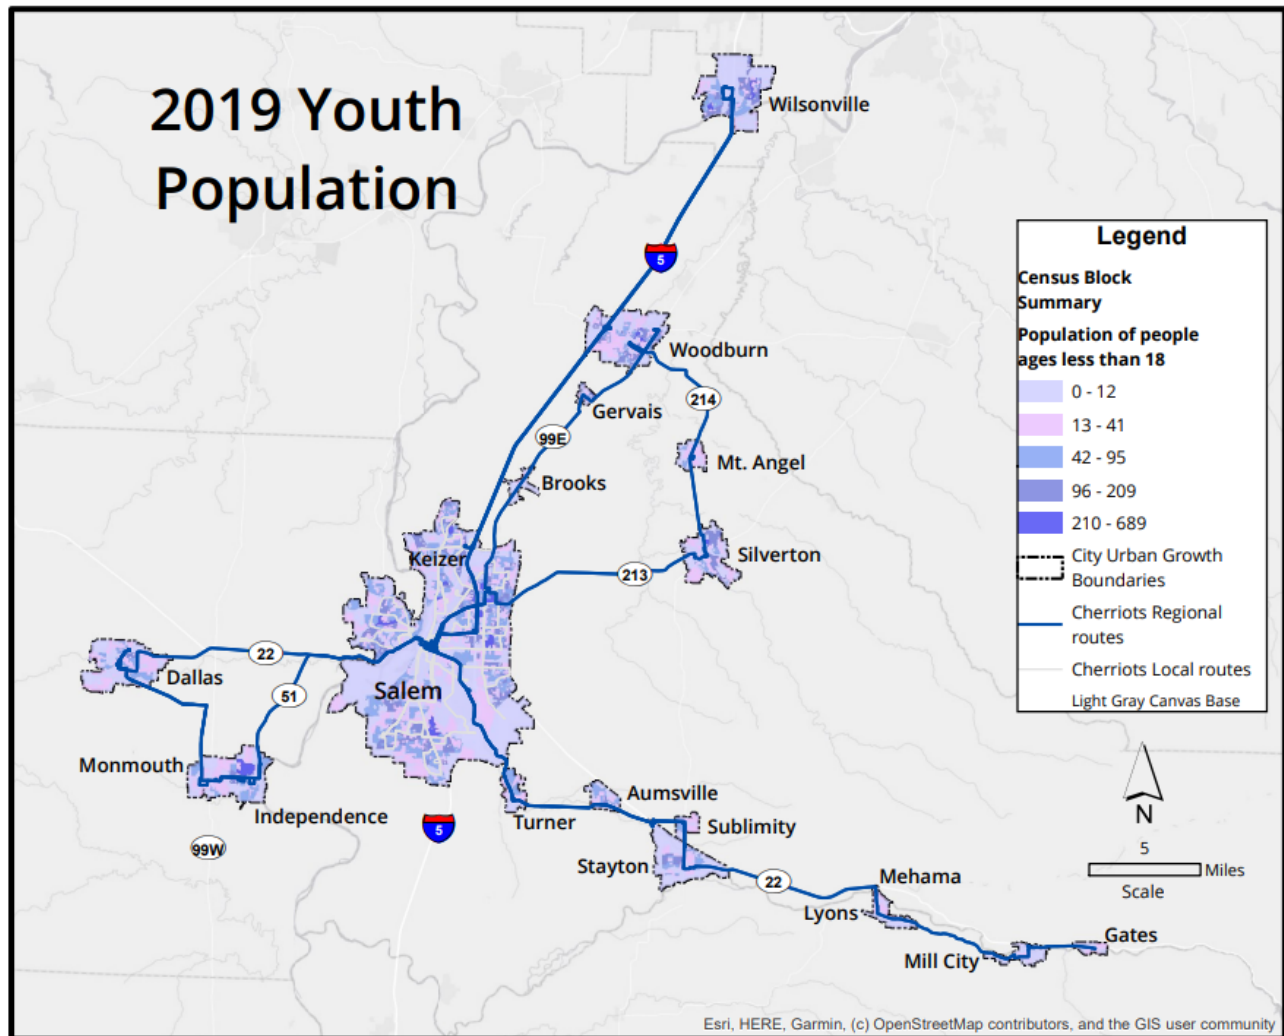 2019 Youth
Population
Wilsonville
5
Legend
Census Block
Summary
Population of people
ages less than 18
0 - 12
13 - 41
42 - 95
96 - 209
210 - 689
City Urban Growth
Boundaries
Cherriots Regional
routes
Cherriots Local routes
Light Gray Canvas Base
Woodburn
Gervais
214
99E
Mt. Angel
Brooks
Keizer
Silverton
213
22
Dallas
51
Salem
Monmouth
Independence
99W
5
Turner
Aumsville
Sublimity
Stayton
22
Mehama
Lyons
Mill City
Gates
N
5
Miles
Scale
Esri, HERE, Garmin, (c) OpenStreetMap contributors, and the GIS user community